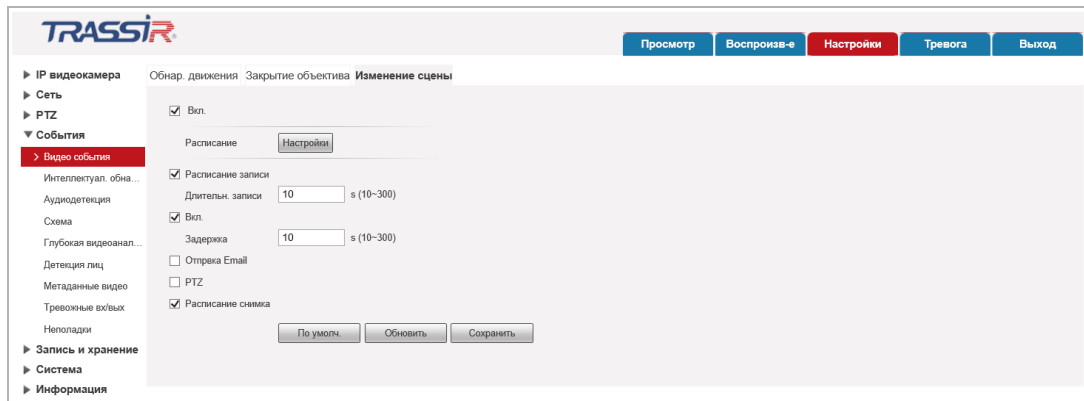 TRASSIR
Просмотр Воспроизв-е Настройки Тревога Выход
IP видеокамера
Сеть
PTZ
События
Видео события
Интеллектуал. обна...
Аудиодетекция
Схема
Глубокая видеоанал...
Детекция лиц
Метаданные видео
Тревожные вх/вых
Неполадки
Запись и хранение
Система
Информация
Обнар. движения Закрытие объектива Изменение сцены
Вкл.
Расписание Настройки
Расписание записи
Длительн. записи 10 s (10~300)
Вкл.
Задержка 10 s (10~300)
Отпрвка Email
PTZ
Расписание снимка
По умолч. Обновить Сохранить